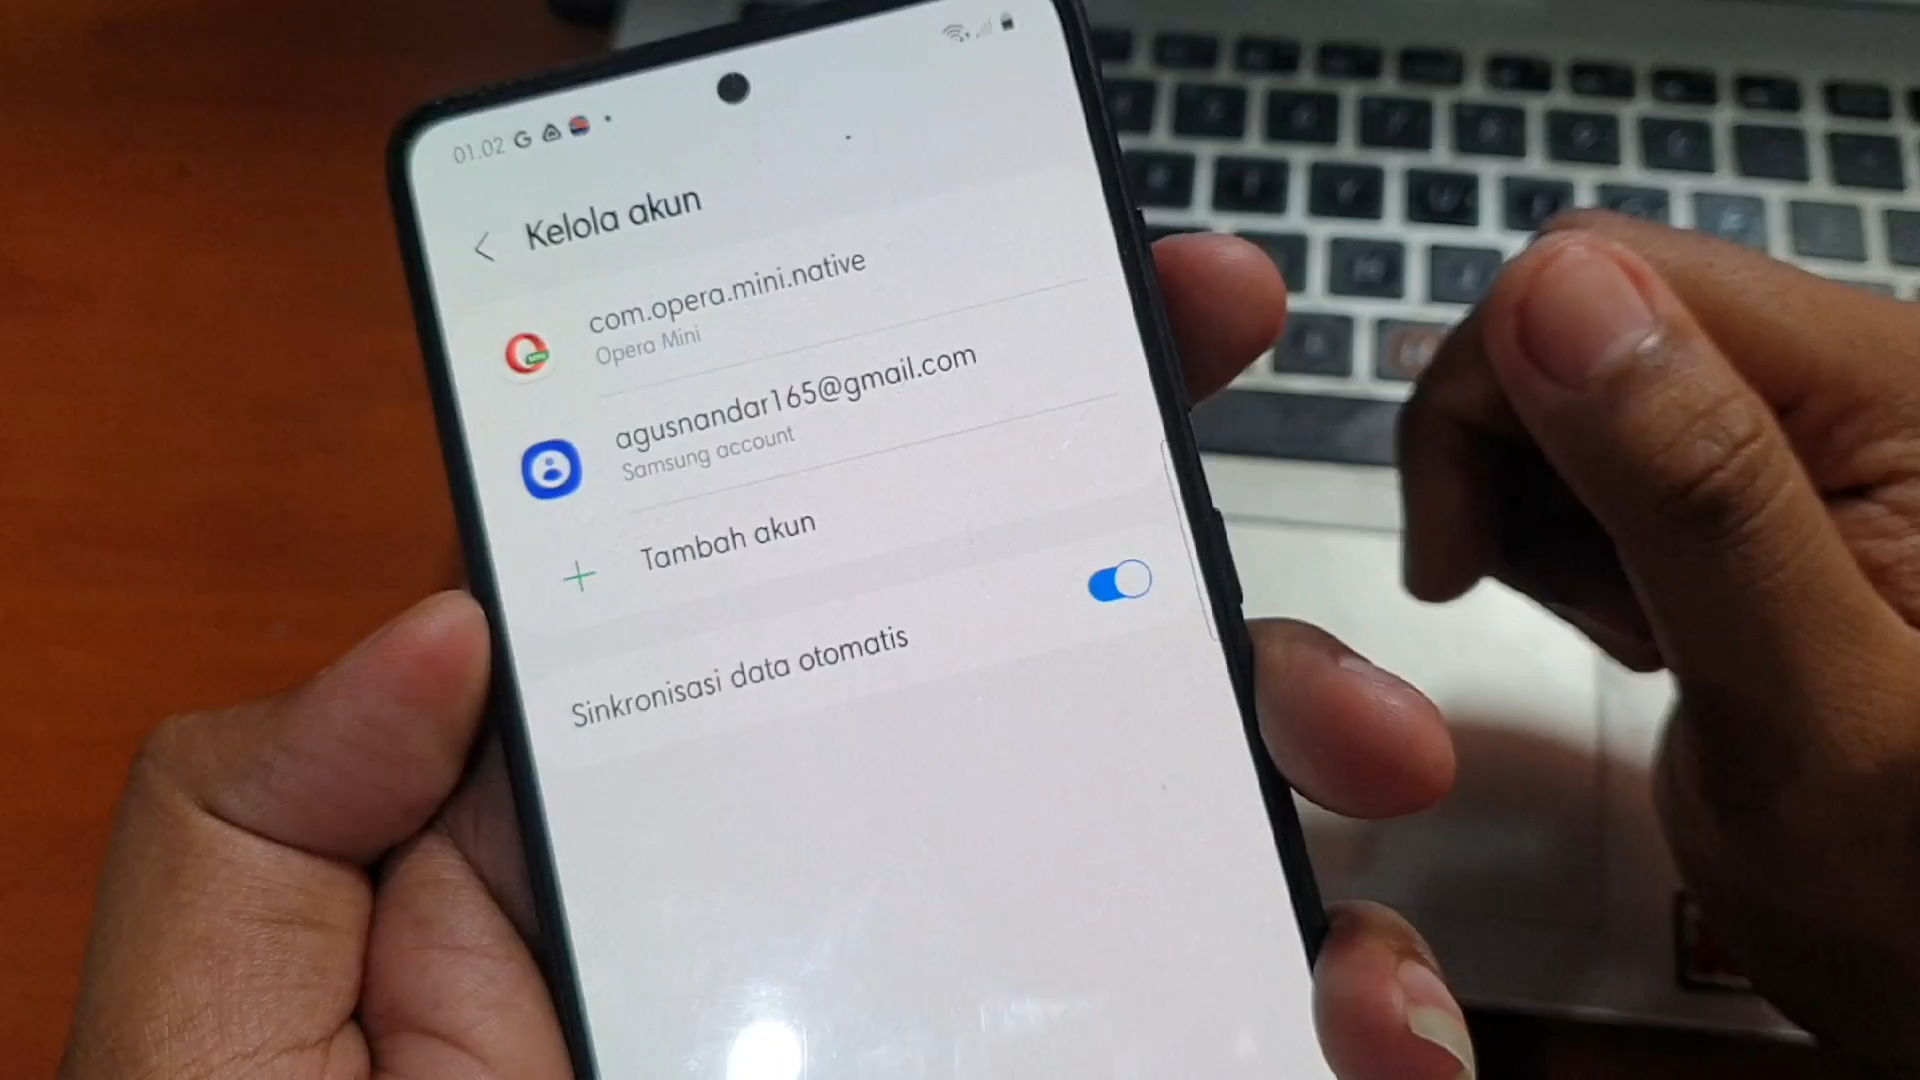 01.02 G
Kelola akun
com.opera.mini.native
Opera Mini
agusnandar165@gmail.com
Samsung account
Tambah akun
Sinkronisasi data otomatis